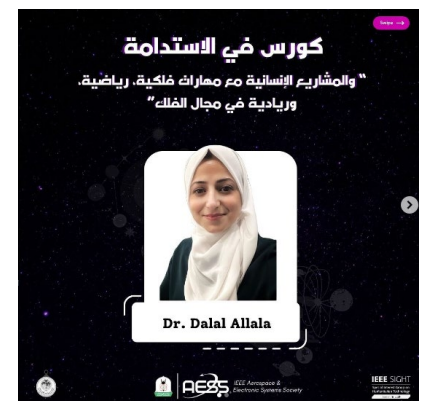 Swipe
كورس في الاستدامة
" والمشاريع الإنسانية مع مهارات فلكية، رياضية،
وريادية في مجال الفلك"
Dr. Dalal Allala
AESS
IEEE Aerospace &
Electronic Systems Society
IEEE SIGHT